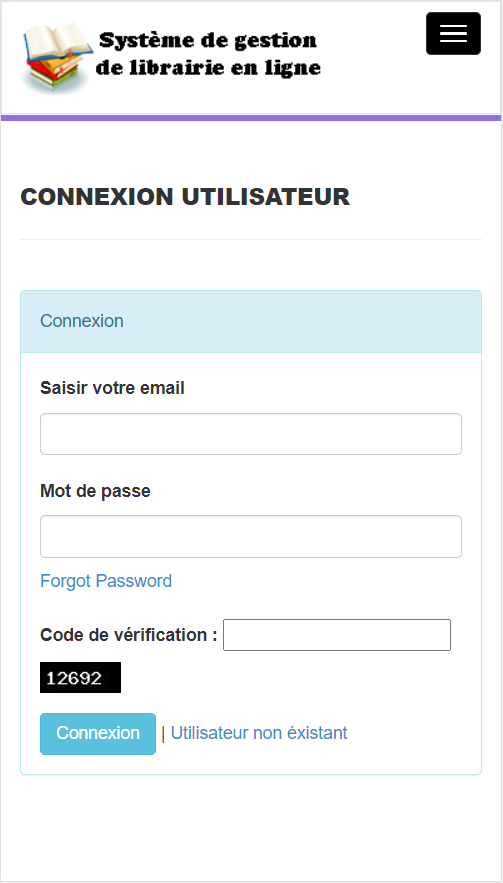 Système de gestion
de librairie en ligne
CONNEXION UTILISATEUR
Connexion
Saisir votre email
Mot de passe
Forgot Password
Code de vérification :
12692
Connexion | Utilisateur non éxistant